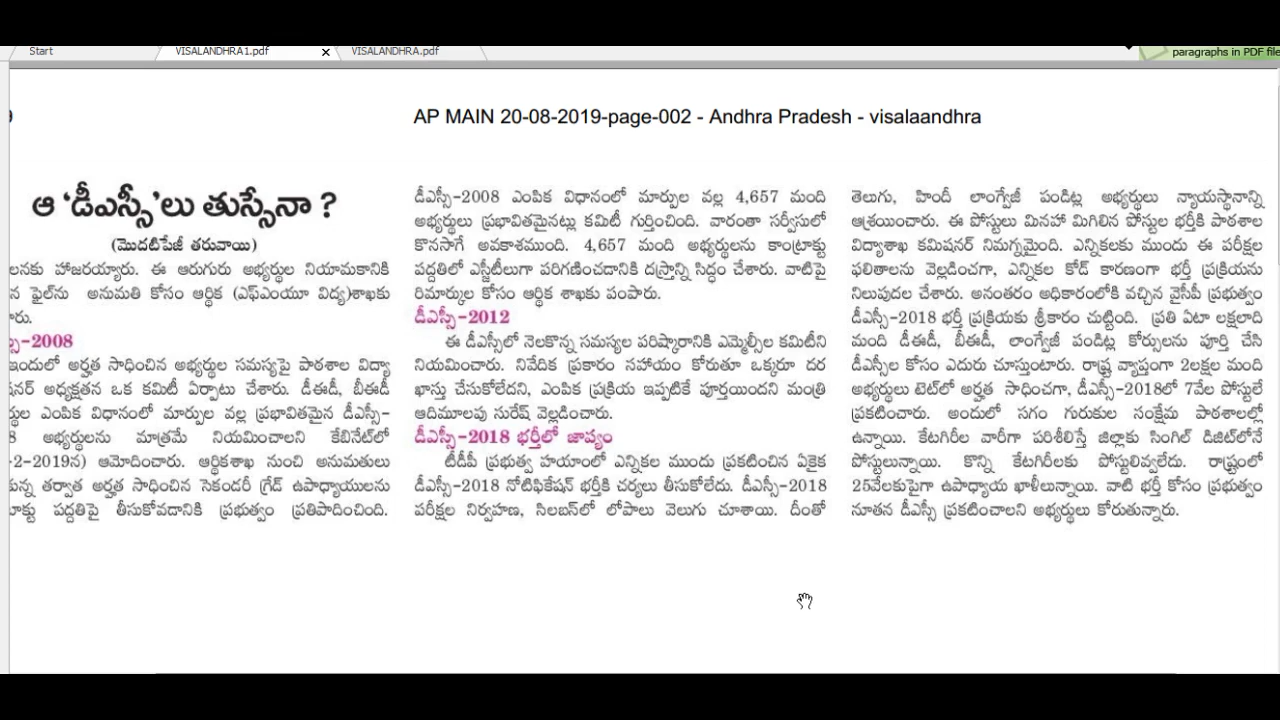 Start
VISALANDHRA1.pdf
VISALANDHRA.pdf
paragraphs in PDF file
AP MAIN 20-08-2019-page-002 - Andhra Pradesh - visalaandhra
ఆ ‘డీఎస్సీ’లు తుస్సేనా ?
(మొదటిపేజీ తరువాయి)
లనకు హాజరయ్యారు. ఈ ఆరుగురు అభ్యర్థుల నియామకానికి
న ఫైల్‌ను అనుమతి కోసం ఆర్థిక (ఎఫ్ఎంయూ విద్య)శాఖకు
ారు.
-2008
ఇందులో అర్హత సాధించిన అభ్యర్థుల సమస్యపై పాఠశాల విద్యా
నర్ అధ్యక్షతన ఒక కమిటీ ఏర్పాటు చేశారు. డీఈడీ, బీఈడీ
ర్థుల ఎంపిక విధానంలో మార్పుల వల్ల ప్రభావితమైన డీఎస్సీ-
8 అభ్యర్థులను మాత్రమే నియమించాలని కేబినేట్‌లో
-2-2019న) ఆమోదించారు. ఆర్థికశాఖ నుంచి అనుమతులు
కున్న తర్వాత అర్హత సాధించిన సెకండరీ గ్రేడ్ ఉపాధ్యాయులను
ాక్టు పద్దతిపై తీసుకోవడానికి ప్రభుత్వం ప్రతిపాదించింది.
డీఎస్సీ-2008 ఎంపిక విధానంలో మార్పుల వల్ల 4,657 మంది
అభ్యర్థులు ప్రభావితమైనట్లు కమిటీ గుర్తించింది. వారంతా సర్వీసులో
కొనసాగే అవకాశముంది. 4,657 మంది అభ్యర్థులను కాంట్రాక్టు
పద్దతిలో ఎస్జీటీలుగా పరిగణించడానికి దస్త్రాన్ని సిద్ధం చేశారు. వాటిపై
రిమార్కుల కోసం ఆర్థిక శాఖకు పంపారు.
డీఎస్సీ-2012
ఈ డీఎస్సీలో నెలకొన్న సమస్యల పరిష్కారానికి ఎమ్మెల్సీల కమిటీని
నియమించారు. నివేదిక ప్రకారం నహాయం కోరుతూ ఒక్కరూ దర
ఖాస్తు చేసుకోలేదని, ఎంపిక ప్రక్రియ ఇప్పటికే పూర్తయిందని మంత్రి
ఆదిమూలపు సురేష్ వెల్లడించారు.
డీఎస్సీ-2018 భర్తీలో జాప్యం
టీడీపీ ప్రభుత్వ హయాంలో ఎన్నికల ముందు ప్రకటించిన ఏకైక
డీఎస్సీ-2018 నోటిఫికేషన్ భర్తీకి చర్యలు తీసుకోలేదు. డీఎస్సీ-2018
పరీక్షల నిర్వహణ, సిలబస్‌లో లోపాలు వెలుగు చూశాయి. దీంతో
తెలుగు, హిందీ లాంగ్వేజీ పండిట్ల అభ్యర్థులు న్యాయస్థానాన్ని
ఆశ్రయించారు. ఈ పోస్టులు మినహా మిగిలిన పోస్టుల భర్తీకి పాఠశాల
విద్యాశాఖ కమిషనర్ నిమగ్నమైంది. ఎన్నికలకు ముందు ఈ పరీక్షల
ఫలితాలను వెల్లడించగా, ఎన్నికల కోడ్ కారణంగా భర్తీ ప్రక్రియను
నిలుపుదల చేశారు. అనంతరం అధికారంలోకి వచ్చిన వైసీపీ ప్రభుత్వం
డీఎస్సీ-2018 భర్తీ ప్రక్రియకు శ్రీకారం చుట్టింది. ప్రతి ఏటా లక్షలాది
మంది డీఈడీ, బీఈడీ, లాంగ్వేజీ పండిట్ల కోర్సులను పూర్తి చేసి
డీఎస్సీల కోసం ఎదురు చూస్తుంటారు. రాష్ట్ర వ్యాప్తంగా 2లక్షల మంది
అభ్యర్థులు టెట్‌లో అర్హత సాధించగా, డీఎస్సీ-2018లో 7వేల పోస్టులే
ప్రకటించారు. అందులో సగం గురుకుల సంక్షేమ పాఠశాలల్లో
ఉన్నాయి. కేటగిరీల వారీగా పరిశీలిస్తే జిల్లాకు సింగిల్ డిజిట్‌లోనే
పోస్టులున్నాయి. కొన్ని కేటగిరీలకు పోస్టులివ్వలేదు. రాష్ట్రంలో
25వేలకుపైగా ఉపాధ్యాయ ఖాళీలున్నాయి. వాటి భర్తీ కోసం ప్రభుత్వం
నూతన డీఎస్సీ ప్రకటించాలని అభ్యర్థులు కోరుతున్నారు.